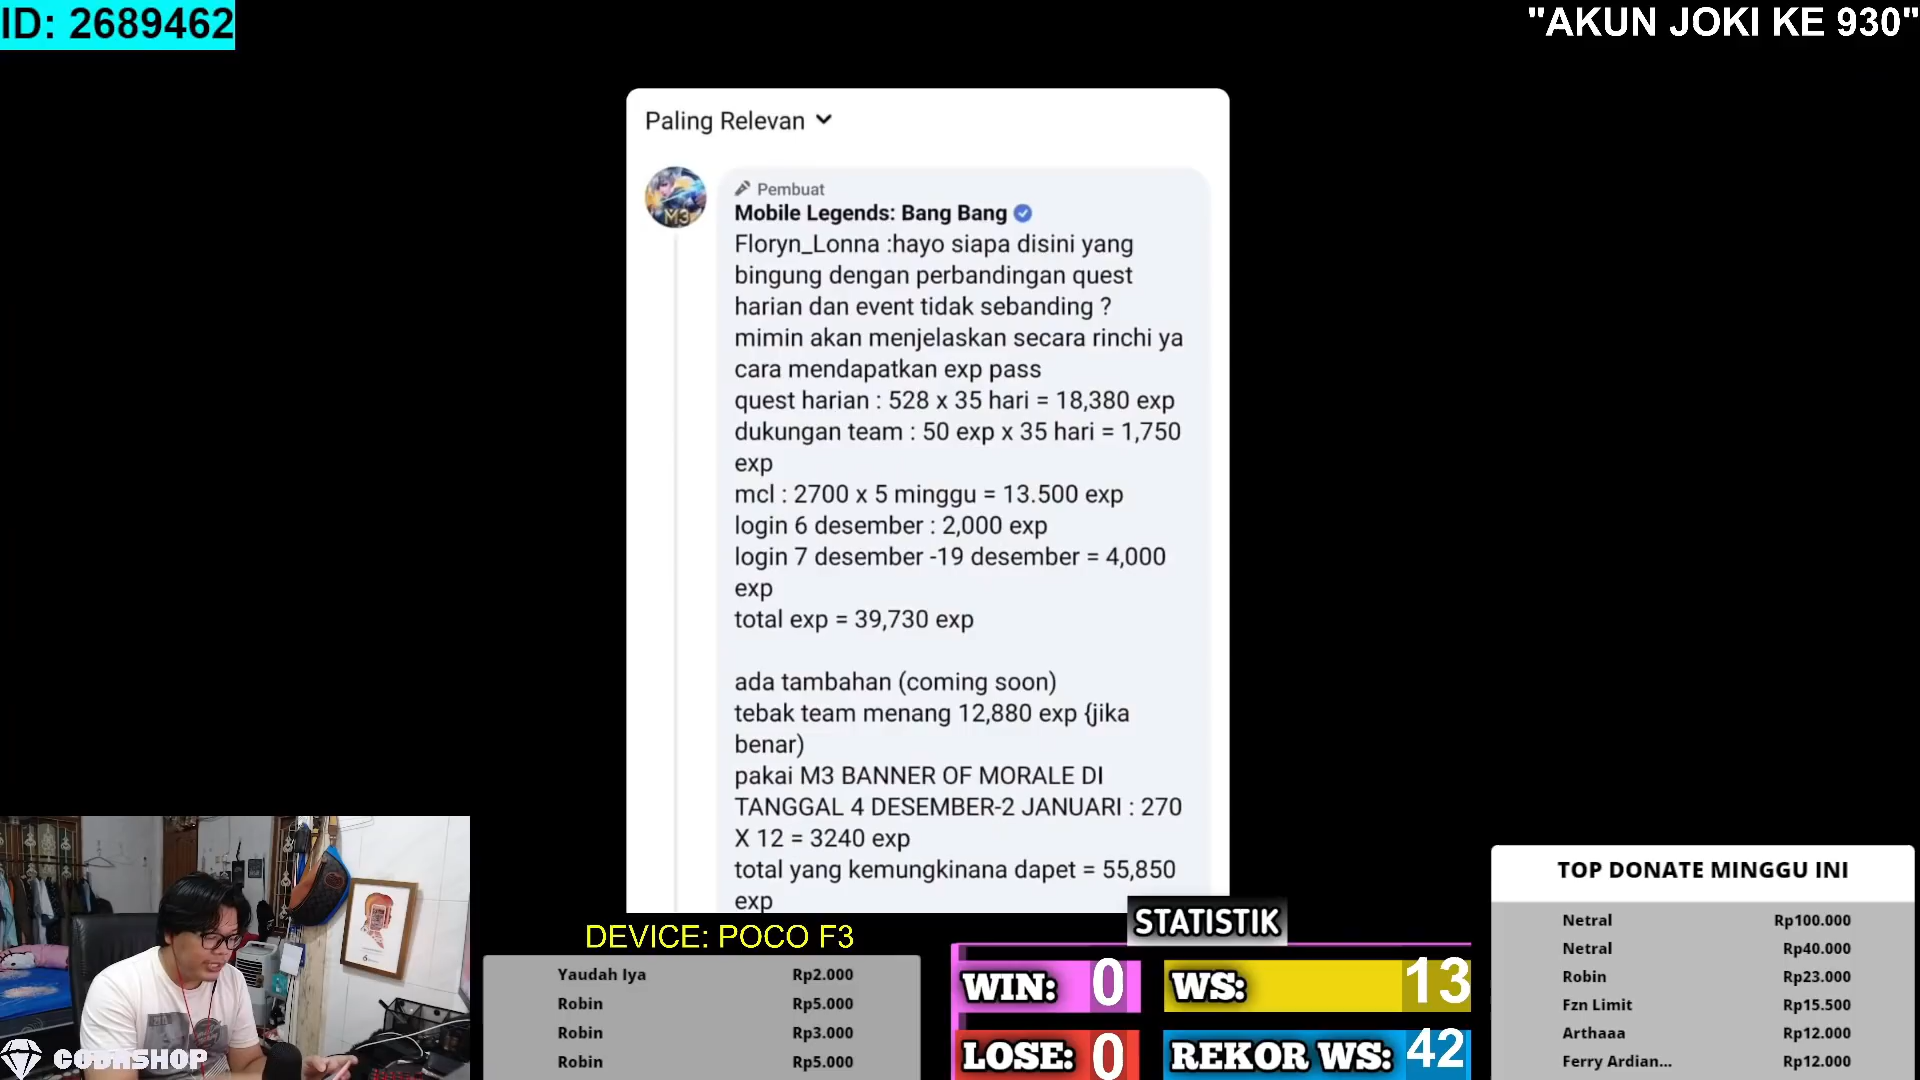 ID: 2689462
"AKUN JOKI KE 930"
Paling Relevan
M3
Pembuat
Mobile Legends: Bang Bang
Floryn_Lonna :hayo siapa disini yang
bingung dengan perbandingan quest
harian dan event tidak sebanding ?
mimin akan menjelaskan secara rinchi ya
cara mendapatkan exp pass
quest harian : 528 x 35 hari = 18,380 exp
dukungan team : 50 exp x 35 hari = 1,750
exp
mcl : 2700 x 5 minggu = 13.500 exp
login 6 desember : 2,000 exp
login 7 desember -19 desember = 4,000
exp
total exp = 39,730 exp
ada tambahan (coming soon)
tebak team menang 12,880 exp {jika
benar)
pakai M3 BANNER OF MORALE DI
TANGGAL 4 DESEMBER-2 JANUARI : 270
X 12 = 3240 exp
total yang kemungkinana dapet = 55,850
exp
CODASHOP
DEVICE: POCO F3
Yaudah Iya Rp2.000
Robin Rp5.000
Robin Rp3.000
Robin Rp5.000
STATISTIK
WIN: 0 WS: 13
LOSE: 0 REKOR WS: 42
TOP DONATE MINGGU INI
Netral Rp100.000
Netral Rp40.000
Robin Rp23.000
Fzn Limit Rp15.500
Arthaaa Rp12.000
Ferry Ardian... Rp12.000